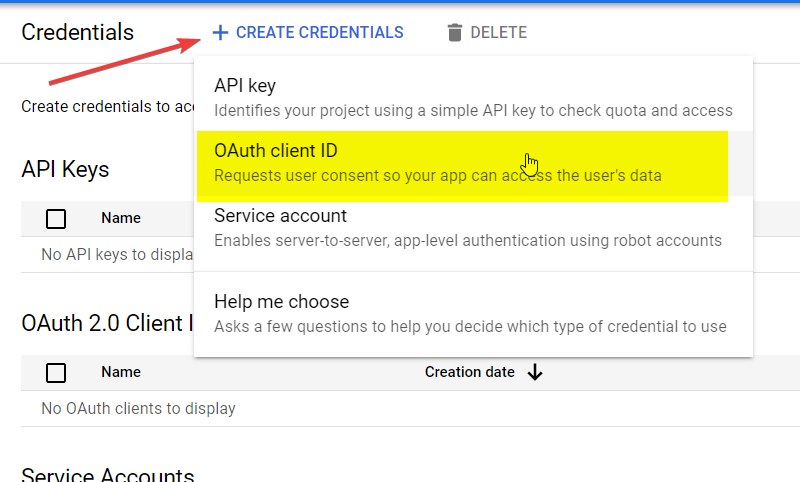 Credentials
CREATE CREDENTIALS
DELETE
API key
Identifies your project using a simple API key to check quota and access
Create credentials to acc
OAuth client ID
Requests user consent so your app can access the user's data
API Keys
Service account
Name
Enables server-to-server, app-level authentication using robot accounts
No API keys to displa
Help me choose
Asks a few questions to help you decide which type of credential to use
OAuth 2.0 Client I
Name
Creation date
No OAuth clients to display
Service Accounts